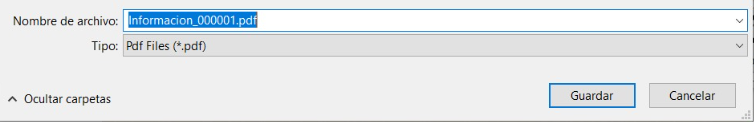 Nombre de archivo: Informacion_000001.pdf
Tipo: Pdf Files (*.pdf)
Ocultar carpetas
Guardar
Cancelar